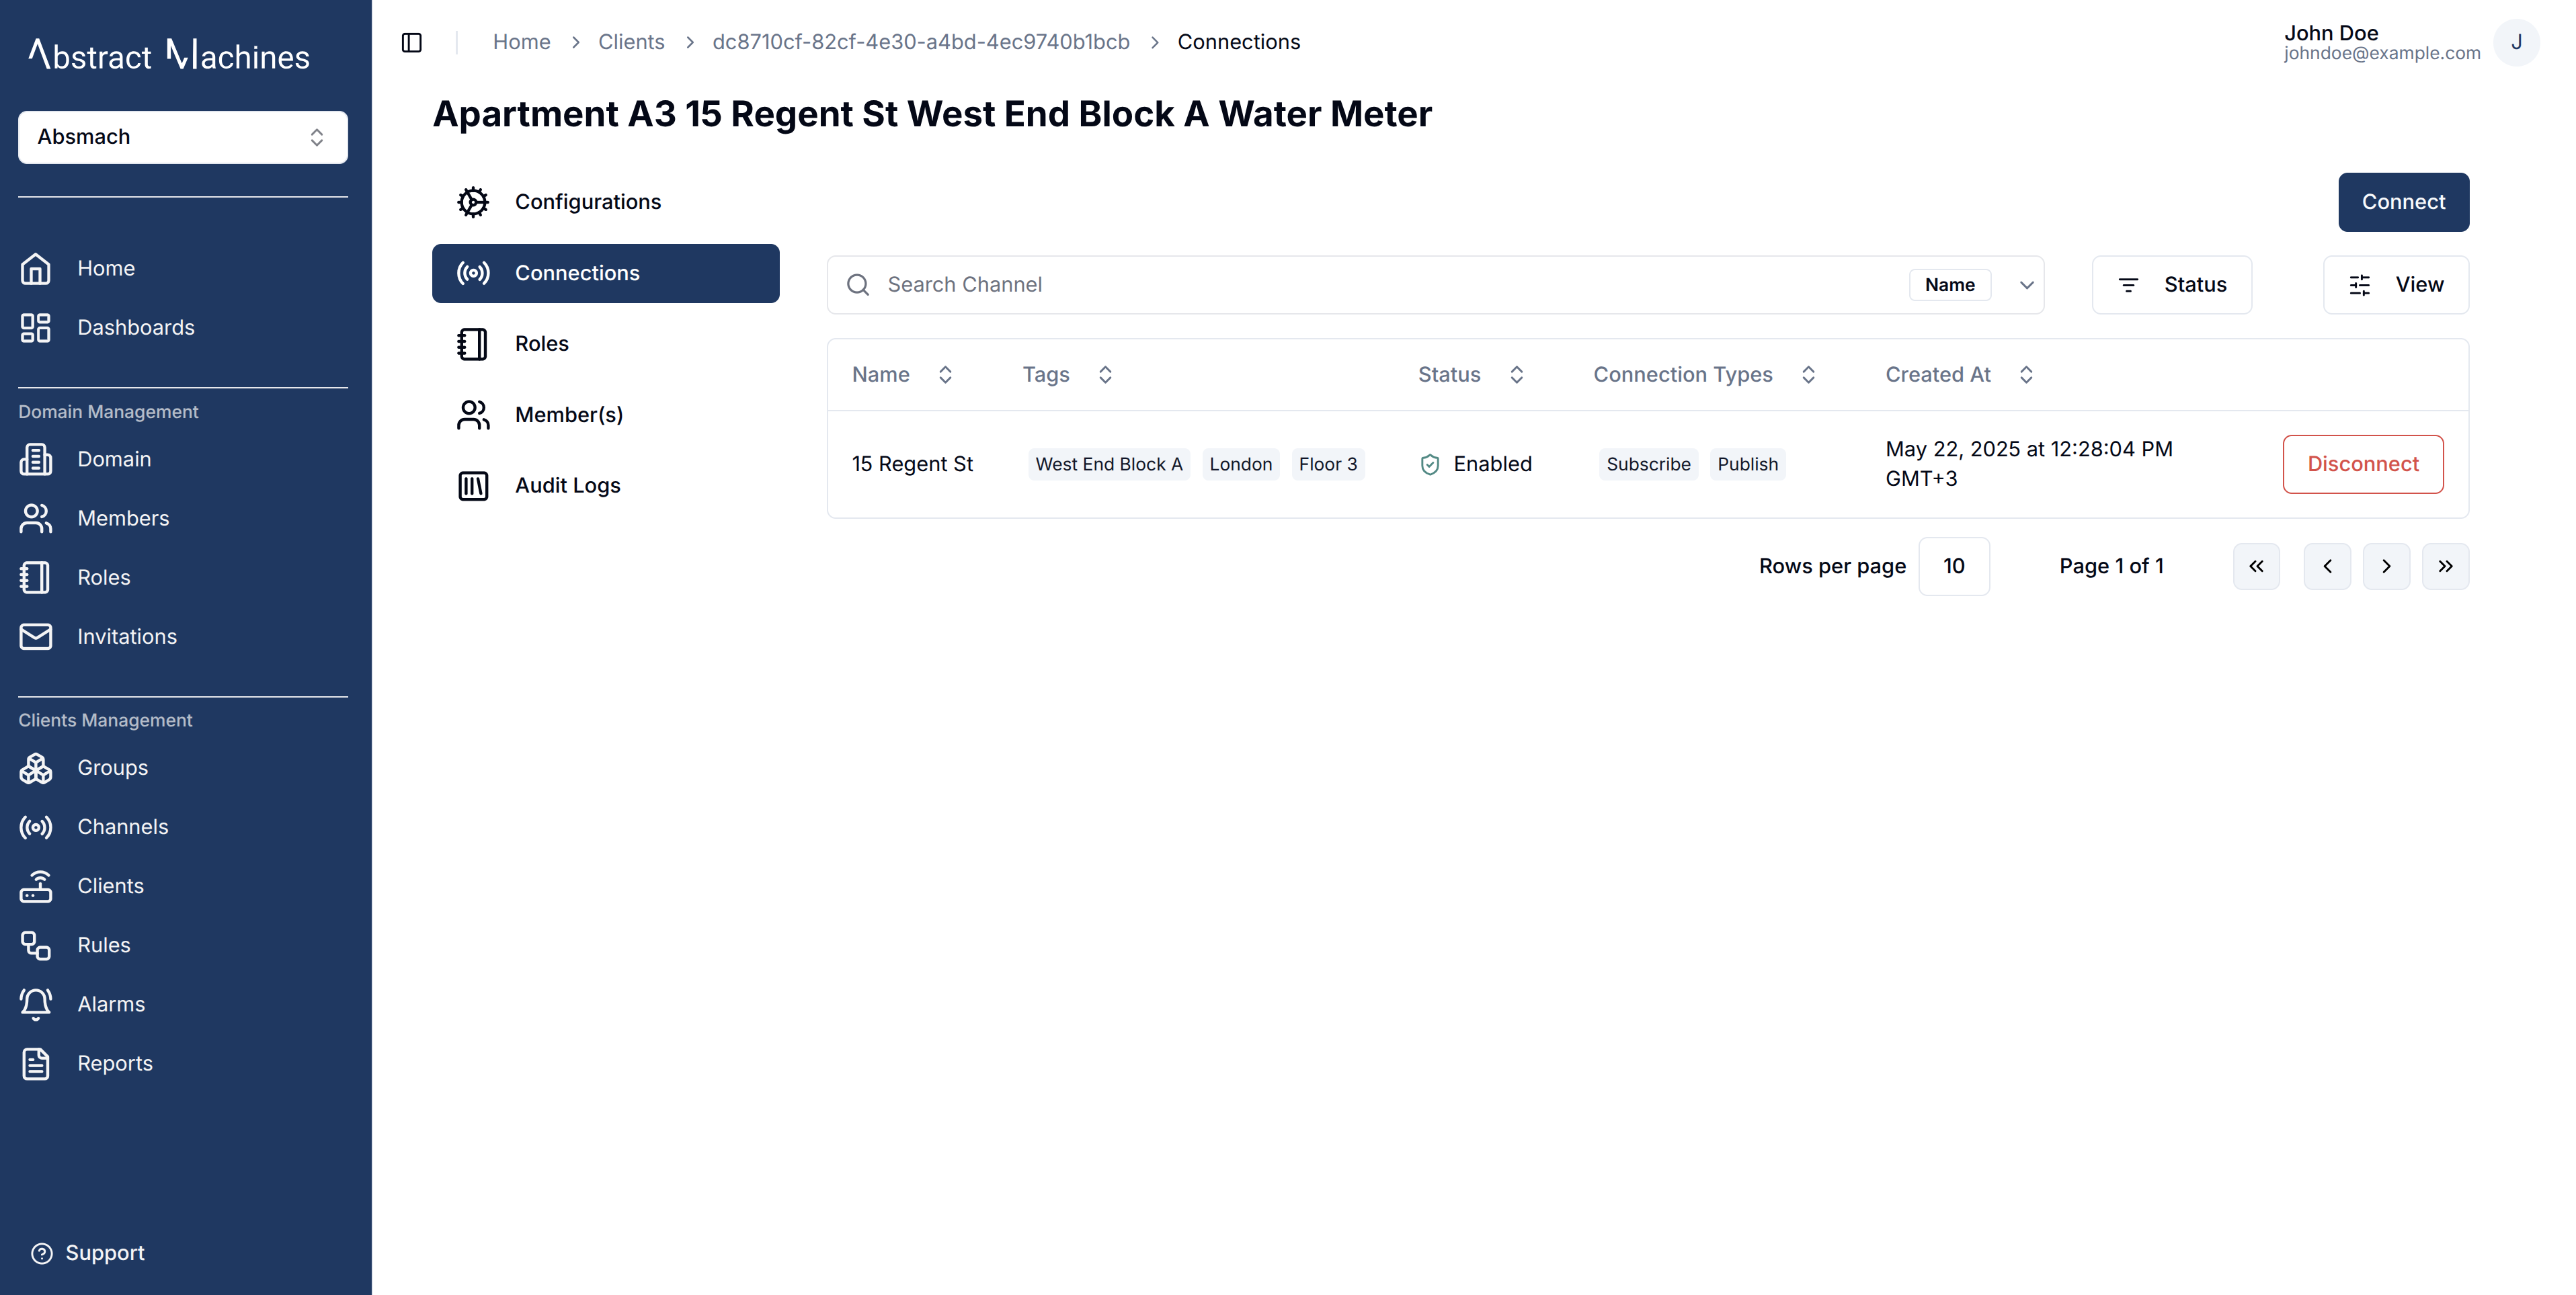 Abstract Machines
Absmach
Home
Dashboards
Domain Management
Domain
Members
Roles
Invitations
Clients Management
Groups
Channels
Clients
Rules
Alarms
Reports
Support
Home > Clients > dc8710cf-82cf-4e30-a4bd-4ec9740b1bcb > Connections
John Doe
johndoe@example.com
J
Apartment A3 15 Regent St West End Block A Water Meter
Configurations
Connections
Roles
Member(s)
Audit Logs
Connect
Search Channel Name Status View
Name Tags Status Connection Types Created At
15 Regent St West End Block A London Floor 3 Enabled Subscribe Publish May 22, 2025 at 12:28:04 PM
GMT+3
Disconnect
Rows per page 10 Page 1 of 1